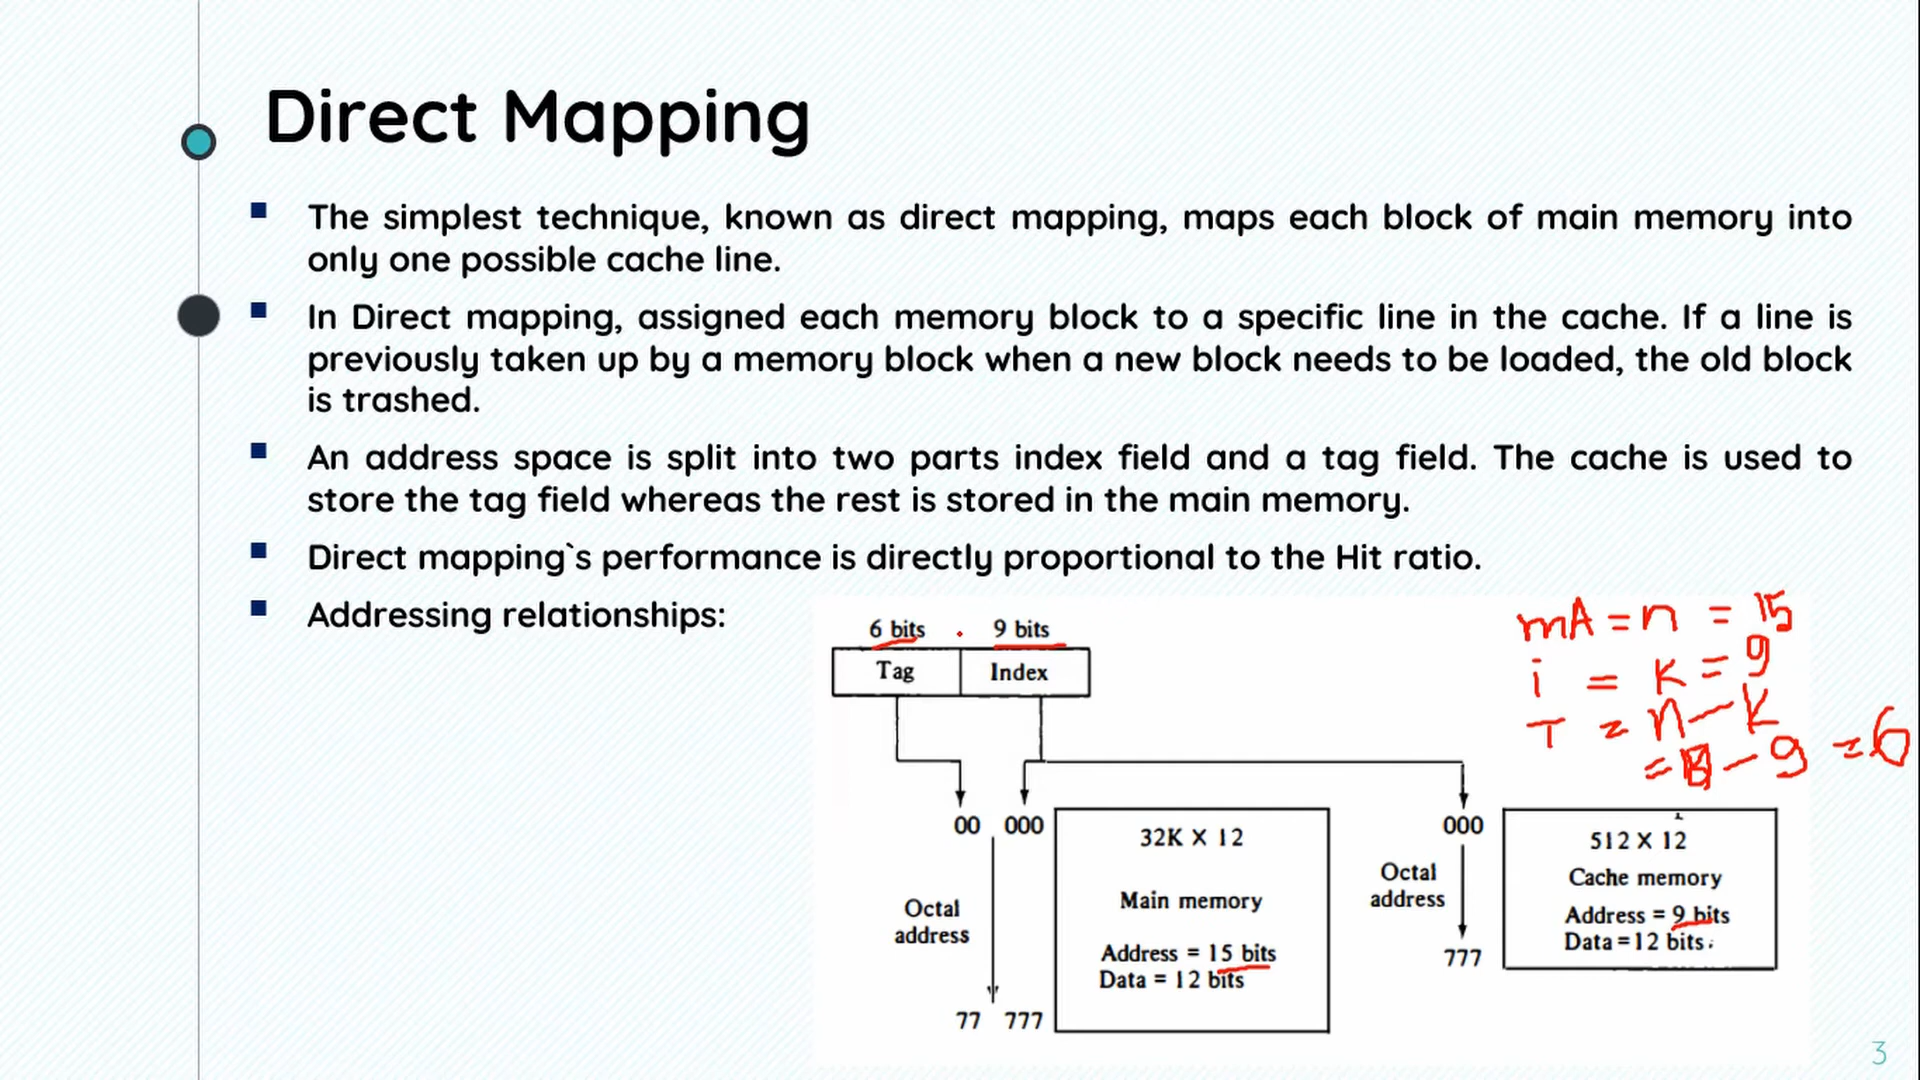 Direct Mapping
The simplest technique, known as direct mapping, maps each block of main memory into
only one possible cache line.
In Direct mapping, assigned each memory block to a specific line in the cache. If a line is
previously taken up by a memory block when a new block needs to be loaded, the old block
is trashed.
An address space is split into two parts index field and a tag field. The cache is used to
store the tag field whereas the rest is stored in the main memory.
Direct mapping`s performance is directly proportional to the Hit ratio.
Addressing relationships:
6 bits 9 bits
Tag Index
mA = n = 15
i = K = 9
T = n - K
= - 9 = 6
00 000
Octal
address
77 777
32K X 12
Main memory
Address = 15 bits
Data = 12 bits
000
Octal
address
777
512 X 12
Cache memory
Address = 9 bits
Data = 12 bits
3